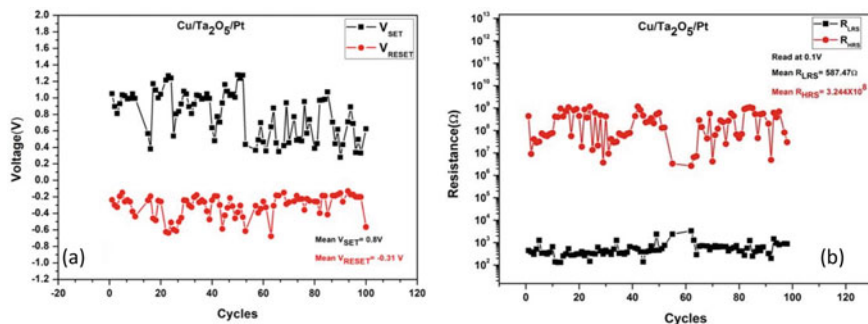 Cu/Ta2O5/Pt
VSET
VRESET
Voltage(V)
2.0
1.8
1.6
1.4
1.2
1.0
0.8
0.6
0.4
0.2
0.0
-0.2
-0.4
-0.6
-0.8
-1.0
-1.2
Mean VSET= 0.8V
Mean VRESET= -0.31 V
(a)
-20 0 20 40 60 80 100 120
Cycles
Cu/Ta2O5/Pt
RLRS
RHRS
Read at 0.1V
Mean RLRS= 587.47Ω
Mean RHRS= 3.244X10⁸
Resistance(Ω)
10¹³
10¹²
10¹¹
10¹⁰
10⁹
10⁸
10⁷
10⁶
10⁵
10⁴
10³
10²
(b)
0 20 40 60 80 100 120
Cycles